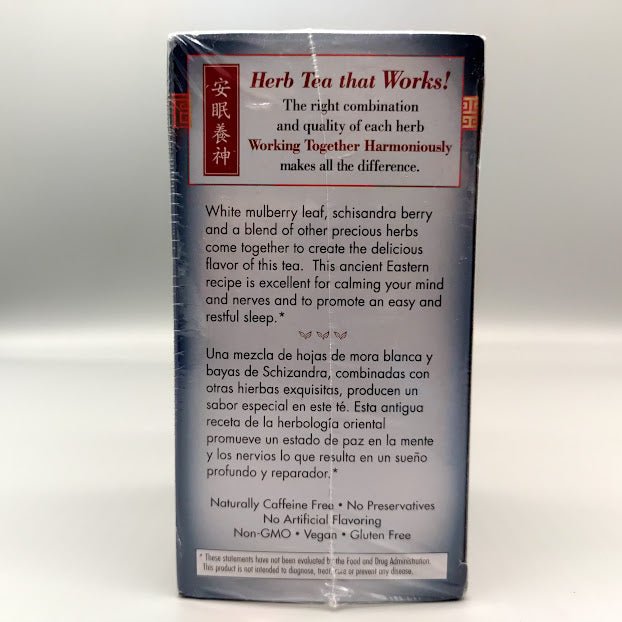 安眠養神
Herb Tea that Works!
The right combination
and quality of each herb
Working Together Harmoniously
makes all the difference.
White mulberry leaf, schisandra berry
and a blend of other precious herbs
come together to create the delicious
flavor of this tea. This ancient Eastern
recipe is excellent for calming your mind
and nerves and to promote an easy and
restful sleep.*
Una mezcla de hojas de mora blanca y
bayas de Schizandra, combinadas con
otras hierbas exquisitas, producen un
sabor especial en este té. Esta antigua
receta de la herbología oriental
promueve un estado de paz en la mente
y los nervios lo que resulta en un sueño
profundo y reparador.*
Naturally Caffeine Free • No Preservatives
No Artificial Flavoring
Non-GMO • Vegan • Gluten Free
* These statements have not been evaluated by the Food and Drug Administration.
This product is not intended to diagnose, treat, cure or prevent any disease.